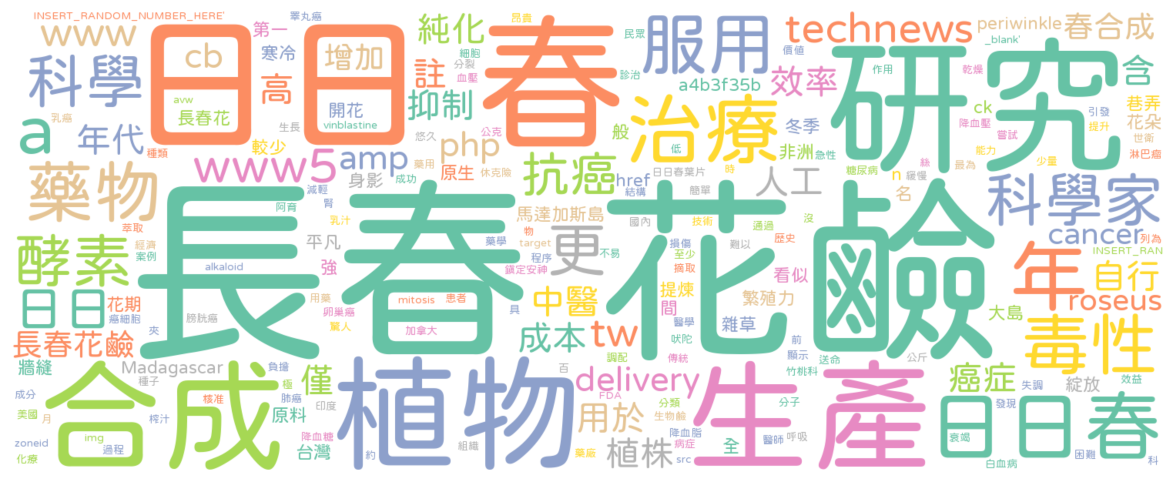 INSERT_RANDOM_NUMBER_HERE'
睪丸癌
第一
純化
昂貴
民眾
服用
technews
periwinkle
春合成
www
日日春
cb
增加
寒冷
細胞
分裂
血壓
診治
價值
_blank'
科學
高
註
抑制
治療
效率
a4b3f35b
研究
作用
乾燥
含
avw
長春花
開花
vinblastine
ck
降血壓
引發
巷弄
花朵
提升
世衛
a
乳癌
年代
種類
生長
較少
悠久
公克
般
低
冬季
嘗試
淋巴癌
www5
amp
php
藥用
原生
休克陰
抗癌
非洲
急性
糖尿病
能力
絲
最為
少量
藥物
減輕
身影
成功
href
結構
日日春葉片
時
簡單
人工
n
緩慢
名
科學家
萃取
阿育
腎
乳汁
馬達加斯島
國內
技術
通過
沒
cancer
列為
酵素
經濟
案例
長春花鹼
平凡
藥學
物
target
更
損傷
難以
歷史
INSERT_RAN
alkaloid
強
鎮定安神
程序
不易
至少
摘取
看似
年
自行
日日
花期
癌細胞
用藥
mitosis
患者
卵巢癌
驚人
中醫
提煉
間
繁殖力
roseus
夾
膀胱癌
加拿大
具
醫學
雜草
大島
長春花鹼
成本
tw
吠陀
前
毒性
牆縫
Madagascar
負擔
調配
傳統
顯示
送命
公斤
竹桃科
種子
極
僅
植物
百
delivery
生產
癌症
失調
綻放
效益
成分
合成
核准
肺癌
印度
FDA
分類
分子
美國
月
榨汁
原料
用於
生物鹼
日日春
發現
zoneid
img
過程
降血糖
台灣
組織
植株
降血脂
病症
全
醫師
呼吸
衰竭
困難
化療
約
藥廠
src
白血病
科